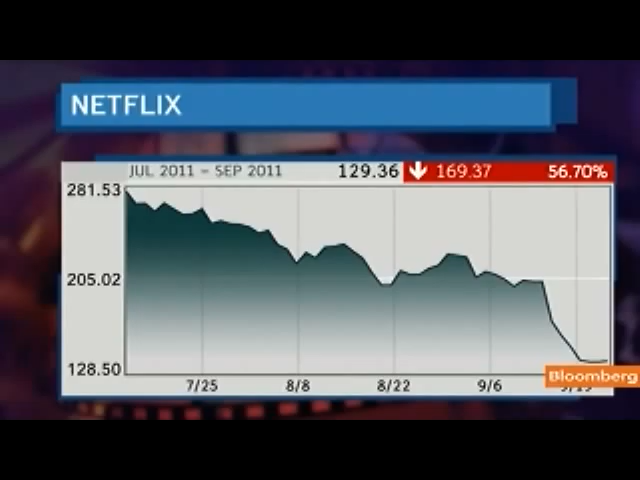 NETFLIX
JUL 2011 – SEP 2011 129.36 169.37 56.70%
281.53
205.02
128.50
7/25 8/8 8/22 9/6
Bloomberg